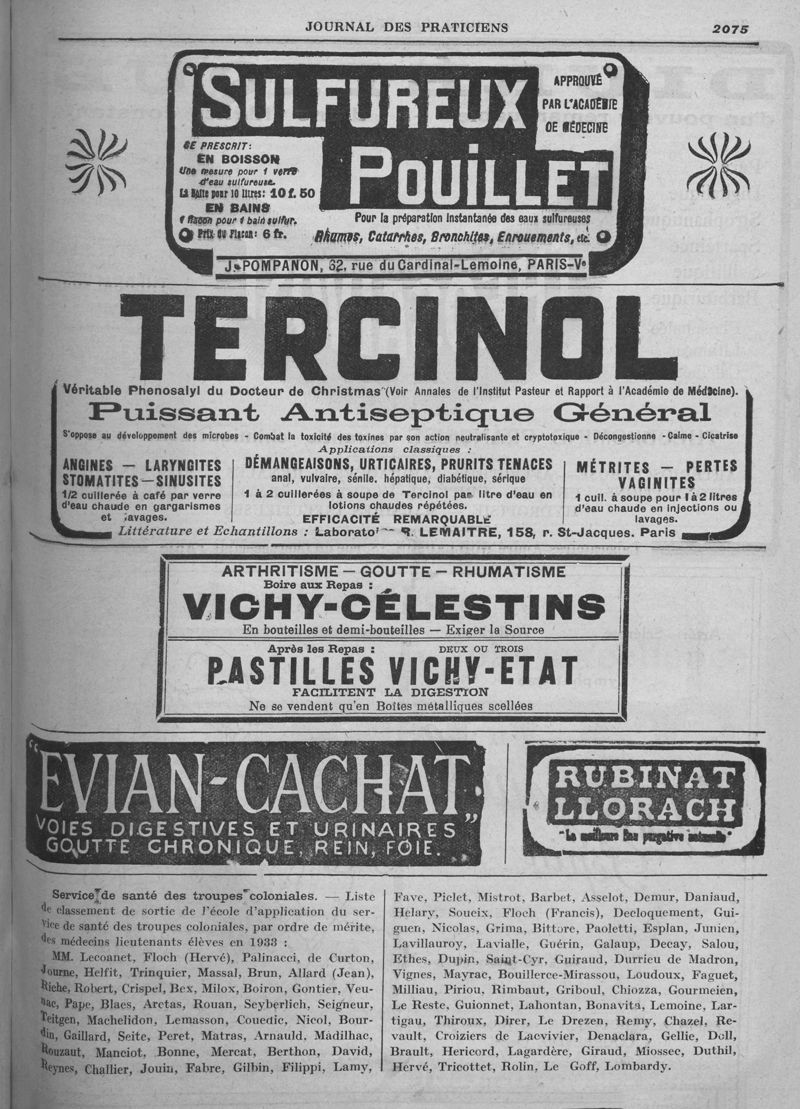 JOURNAL DES PRATICIENS
2075
"SULFUREUX
POUILLET
APPROUVÉ
PAR L'ACADÉMIE
DE MÉDECINE
SE PRESCRIT:
EN BOISSON
Une mesure pour 1 verre
d'eau sulfureuse.
La Boîte pour 10 litres: 10 f. 50
EN BAINS
1 flacon pour 1 bain sulfur.
Prix du Flacon: 6 fr.
Pour la préparation instantanée des eaux sulfureuses
Rhumes, Catarrhes, Bronchites, Enrouements, etc.
J. POMPANON, 32, rue du Cardinal-Lemoine, PARIS-Ve
TERCINOL
Véritable Phenosalyl du Docteur de Christmas (Voir Annales de l'Institut Pasteur et Rapport à l'Académie de Médecine).
Puissant Antiseptique Général
S'oppose au développement des microbes - Combat la toxicité des toxines par son action neutralisante et cryptotoxique - Décongestionne - Calme - Cicatrise
Applications classiques :
ANGINES — LARYNGITES
STOMATITES — SINUSITES
1/2 cuillerée à café par verre
d'eau chaude en gargarismes
et lavages.
DÉMANGEAISONS, URTICAIRES, PRURITS TENACES
anal, vulvaire, sénile, hépatique, diabétique, sérique
1 à 2 cuillerées à soupe de Tercinol par litre d'eau en
lotions chaudes répétées.
EFFICACITÉ REMARQUABLE
MÉTRITES — PERTES
VAGINITES
1 cuil. à soupe pour 1 à 2 litres
d'eau chaude en injections ou
lavages.
Littérature et Echantillons : Laborato R. LEMAITRE, 158, r. St-Jacques. Paris
ARTHRITISME — GOUTTE — RHUMATISME
Boire aux Repas :
VICHY-CÉLESTINS
En bouteilles et demi-bouteilles — Exiger la Source
Après les Repas : DEUX OU TROIS
PASTILLES VICHY-ETAT
FACILITENT LA DIGESTION
Ne se vendent qu'en Boîtes métalliques scellées
"EVIAN-CACHAT"
VOIES DIGESTIVES ET URINAIRES
GOUTTE CHRONIQUE, REIN, FOIE.
RUBINAT
LLORACH
"La meilleure Eau purgative naturelle"
Service de santé des troupes coloniales. — Liste
de classement de sortie de l'école d'application du ser-
vice de santé des troupes coloniales, par ordre de mérite,
des médecins lieutenants élèves en 1933 :
MM. Lecoanet, Floch (Hervé), Palinacci, de Curton,
Journe, Helfit, Trinquier, Massal, Brun, Allard (Jean),
Riche, Robert, Crispel, Bex, Milox, Boiron, Gontier, Veu-
nac, Pape, Blaes, Arctas, Rouan, Seyberlich, Seigneur,
Teitgen, Machelidon, Lemasson, Couedic, Nicol, Bour-
din, Gaillard, Seite, Peret, Matras, Arnauld, Madilhac,
Rouzaut, Manciot, Bonne, Mercat, Berthon, David,
Reynes, Challier, Jouin, Fabre, Gilbin, Filippi, Lamy,
Fave, Piclet, Mistrot, Barbet, Asselot, Demur, Daniaud,
Helary, Soucix, Floch (Francis), Decloquement, Gui-
guen, Nicolas, Grima, Bittore, Paoletti, Esplan, Junien,
Lavillauroy, Lavialle, Guérin, Galaup, Decay, Salou,
Ethes, Dupin, Saint-Cyr, Guiraud, Durrieu de Madron,
Vignes, Mayrac, Bouillerce-Mirassou, Loudoux, Faguet,
Milliau, Piriou, Rimbaut, Griboul, Chiozza, Gourmeien,
Le Reste, Guionnet, Lahontan, Bonavita, Lemoine, Lar-
tigau, Thiroux, Direr, Le Drezen, Remy, Chazel, Re-
vault, Croiziers de Lacvivier, Denaclara, Gellie, Doll,
Brault, Hericord, Lagardère, Giraud, Miossec, Duthil,
Hervé, Tricottet, Rolin, Le Goff, Lombardy.